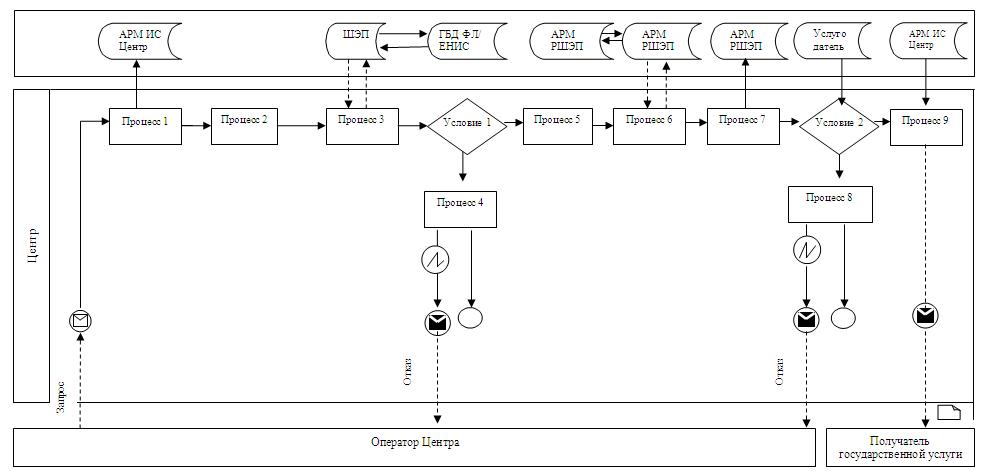 АРМ ИС
Центр
ШЭП
ГБД ФЛ/
ЕНИС
АРМ
РШЭП
АРМ
РШЭП
АРМ
РШЭП
Услуго
датель
АРМ ИС
Центр
Процесс 1
Процесс 2
Процесс 3
Условие 1
Процесс 5
Процесс 6
Процесс 7
Условие 2
Процесс 9
Процесс 4
Процесс 8
Центр
Запрос
Отказ
Отказ
Оператор Центра
Получатель
государственной услуги